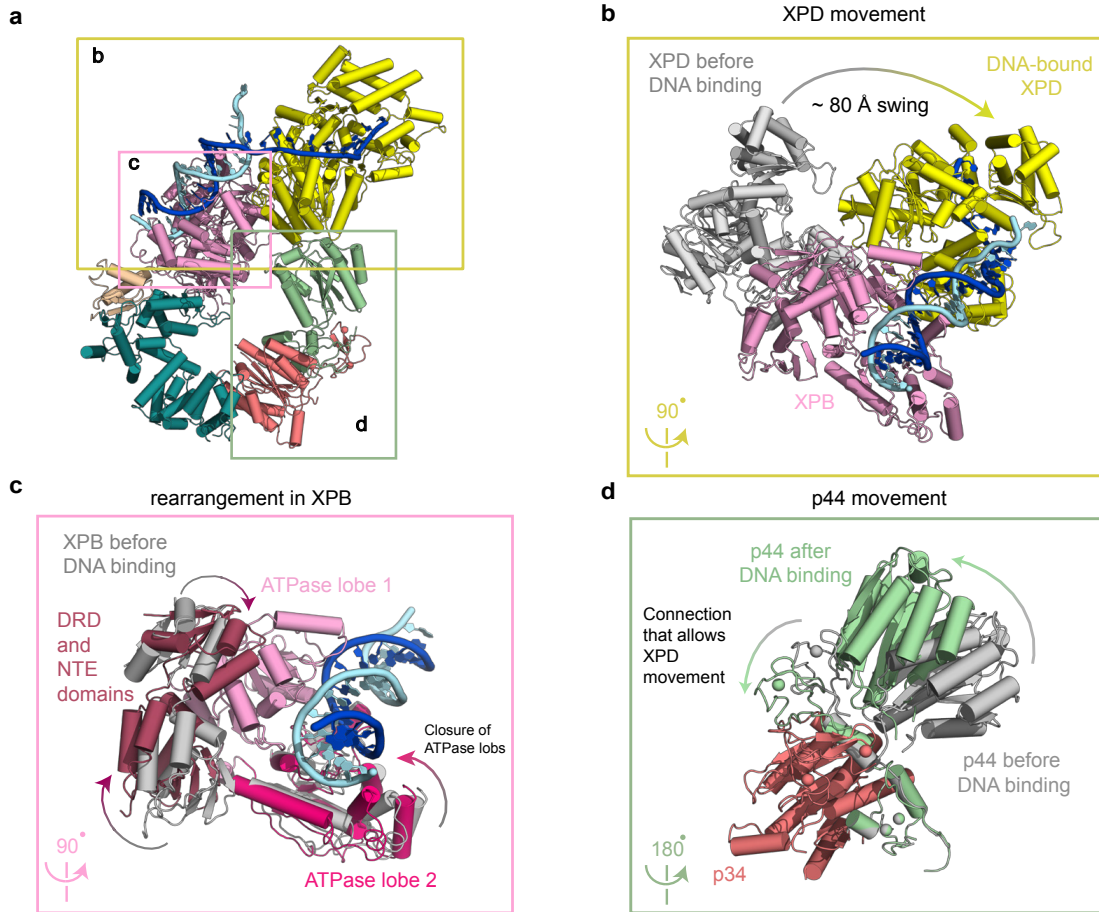 a
b
c
d
b
XPD movement
XPD before
DNA binding
DNA-bound
XPD
~ 80 Å swing
XPB
90°
c
rearrangement in XPB
XPB before
DNA binding
ATPase lobe 1
DRD
and
NTE
domains
Closure of
ATPase lobs
90°
ATPase lobe 2
d
p44 movement
p44 after
DNA binding
Connection
that allows
XPD
movement
p44 before
DNA binding
180°
p34